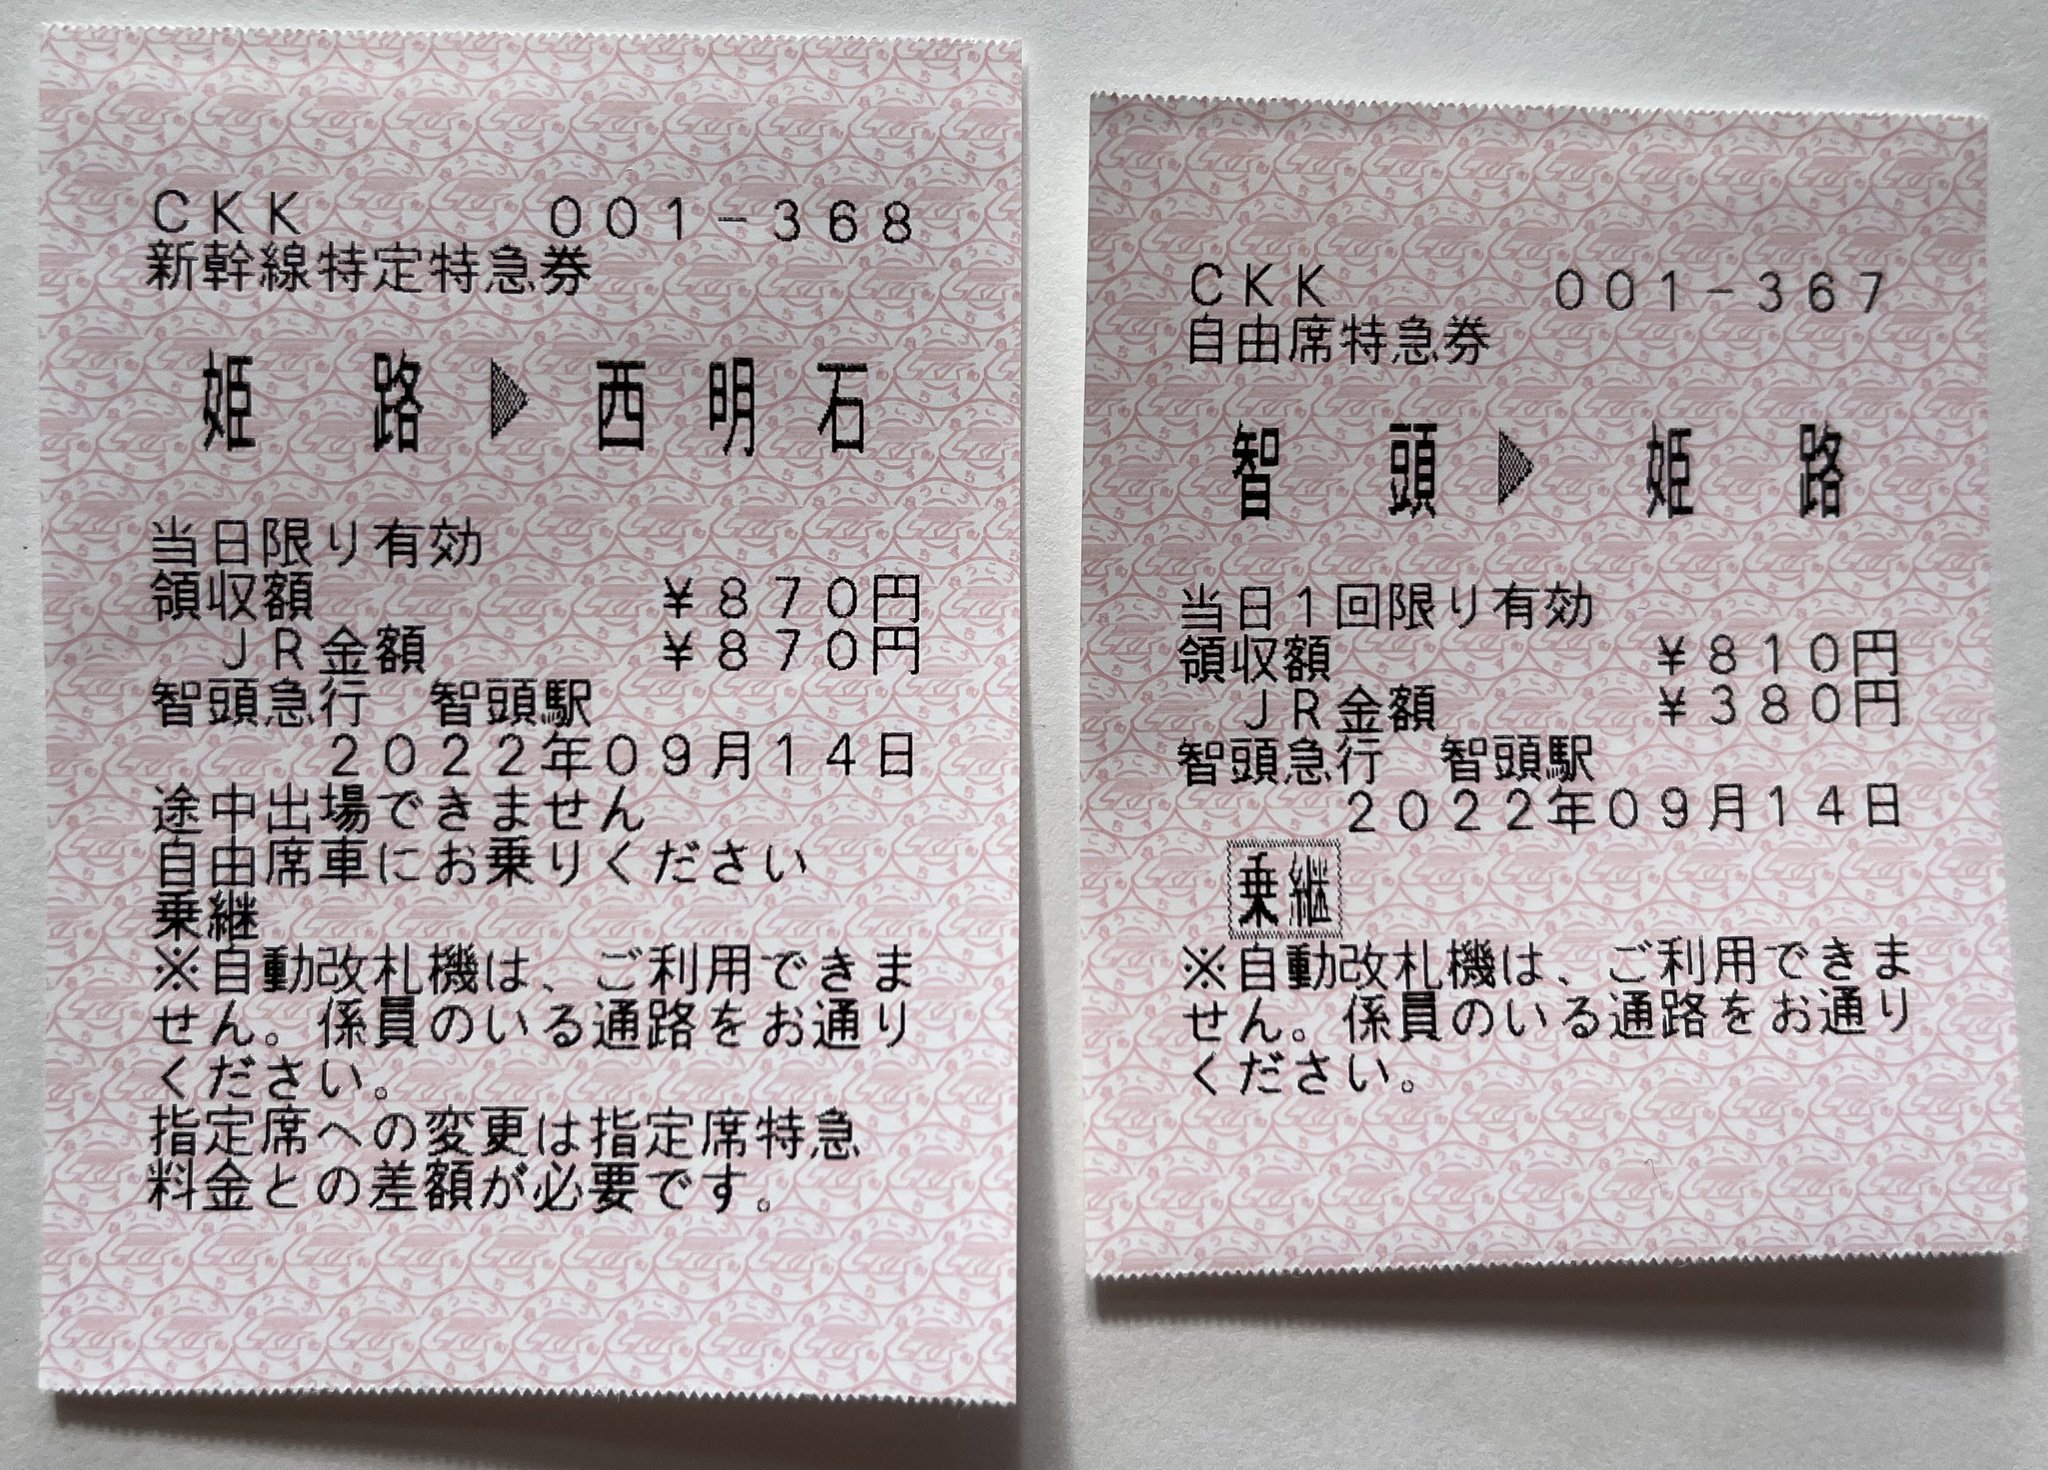 CKK 001-368
新幹線特定特急券
姫路▶西明石
当日限り有効
領収額 ¥870円
JR金額 ¥870円
智頭急行 智頭駅
2022年09月14日
途中出場できません
自由席車にお乗りください
乗継
※自動改札機は、ご利用できま
せん。係員のいる通路をお通り
ください。
指定席への変更は指定席特急
料金との差額が必要です。
CKK 001-367
自由席特急券
智頭▶姫路
当日1回限り有効
領収額 ¥810円
JR金額 ¥380円
智頭急行 智頭駅
2022年09月14日
乗継
※自動改札機は、ご利用できま
せん。係員のいる通路をお通り
ください。